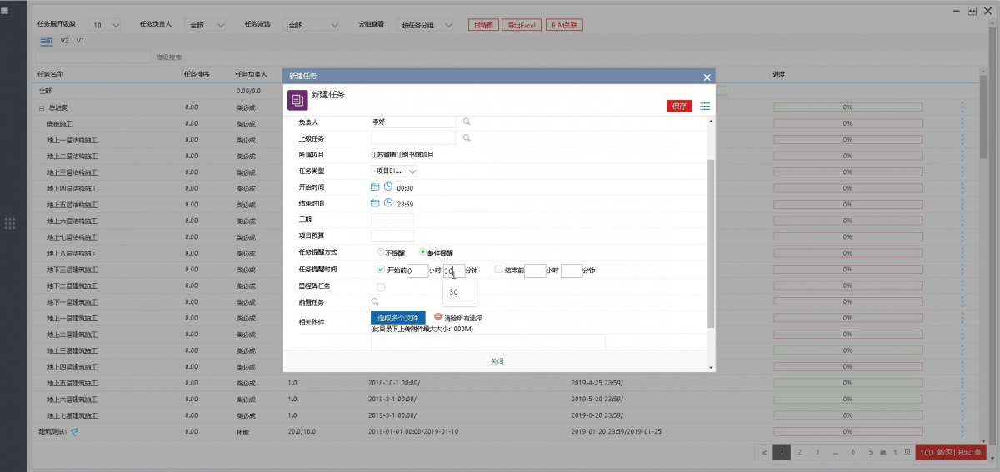 任务展开级数 10 任务负责人 全部 任务筛选 全部 分组查看 按任务分组 甘特图 导出Excel BIM关联
当前 V2 V1
高级搜索
任务名称 任务排序 任务负责人 进度
全部 0.00/0.0
总进度 0.00 柴必成 0%
底板施工 0.00 柴必成 0%
地上一层结构施工 0.00 柴必成 0%
地上二层结构施工 0.00 柴必成 0%
地上三层结构施工 0.00 柴必成 0%
地上四层结构施工 0.00 柴必成 0%
地上五层结构施工 0.00 柴必成 0%
地上六层结构施工 0.00 柴必成 0%
地上七层结构施工 0.00 柴必成 0%
地上八层结构施工 0.00 柴必成 0%
地下三层建筑施工 0.00 柴必成 0%
地下二层建筑施工 0.00 柴必成 0%
地下一层建筑施工 0.00 柴必成 0%
地上一层建筑施工 0.00 柴必成 0%
地上二层建筑施工 0.00 柴必成 0%
地上三层建筑施工 0.00 柴必成 0%
地上四层建筑施工 0.00 柴必成 0%
地上五层建筑施工 0.00 柴必成 1.0 2018-10-1 00:00/ 2019-4-25 23:59/ 0%
地上六层建筑施工 0.00 柴必成 1.0 2019-3-1 00:00/ 2019-5-20 23:59/ 0%
地上七层建筑施工 0.00 柴必成 1.0 2019-3-1 00:00/ 2019-8-20 23:59/ 0%
建筑测试1 0.00 林敏 20.0/16.0 2019-01-01 00:00/2019-01-10 2019-01-20 23:59/2019-01-25 0%
< 1 2 3 ... 6 > 第 1 页 100 条/页 | 共521条
新建任务
新建任务
保存
负责人 李好
上级任务
所属项目 江苏省镇江图书馆项目
任务类型 项目BI...
开始时间 00:00
结束时间 23:59
工期
项目预算
任务提醒方式 不提醒 邮件提醒
任务提醒时间 开始前 0 小时 30 分钟 结束前 小时 分钟
里程碑任务 30
前置任务
相关附件 选取多个文件 清除所有选择
(此目录下上传附件最大大小:1000M)
关闭